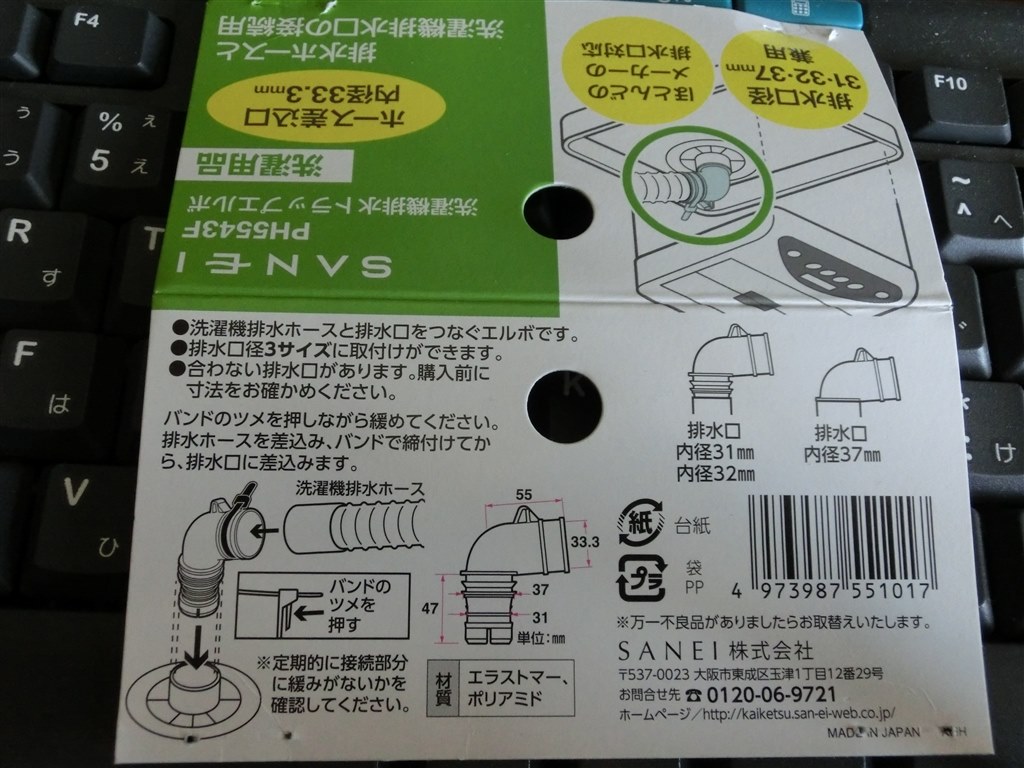 SANEI
PH5543F
洗濯機排水トラップエルボ
洗濯用品
ホース差込口
内径33.3mm
排水ホースと
洗濯機排水口の接続用
排水口径
31・32・37mm
兼用
ほとんどの
メーカーの
排水口対応
●洗濯機排水ホースと排水口をつなぐエルボです。
●排水口径3サイズに取付けができます。
●合わない排水口があります。購入前に
寸法をお確かめください。
バンドのツメを押しながら緩めてください。
排水ホースを差込み、バンドで締付けてか
ら、排水口に差込みます。
洗濯機排水ホース
バンドの
ツメを
押す
※定期的に接続部分
に緩みがないかを
確認してください。
55
33.3
47
37
31
単位:㎜
材質
エラストマー、
ポリアミド
排水口
内径31㎜
内径32㎜
排水口
内径37㎜
紙
台紙
プラ
袋
PP
4 973987 551017
※万一不良品がありましたらお取替えいたします。
SANEI 株式会社
〒537-0023 大阪市東成区玉津1丁目12番29号
お問合せ先 ☎ 0120-06-9721
ホームページ/http://kaiketsu.san-ei-web.co.jp/
MADE IN JAPAN
F4
F10
う
う
%
え
5
え
R
す
T
F
は
V
ひ
~
^
へ
け
K